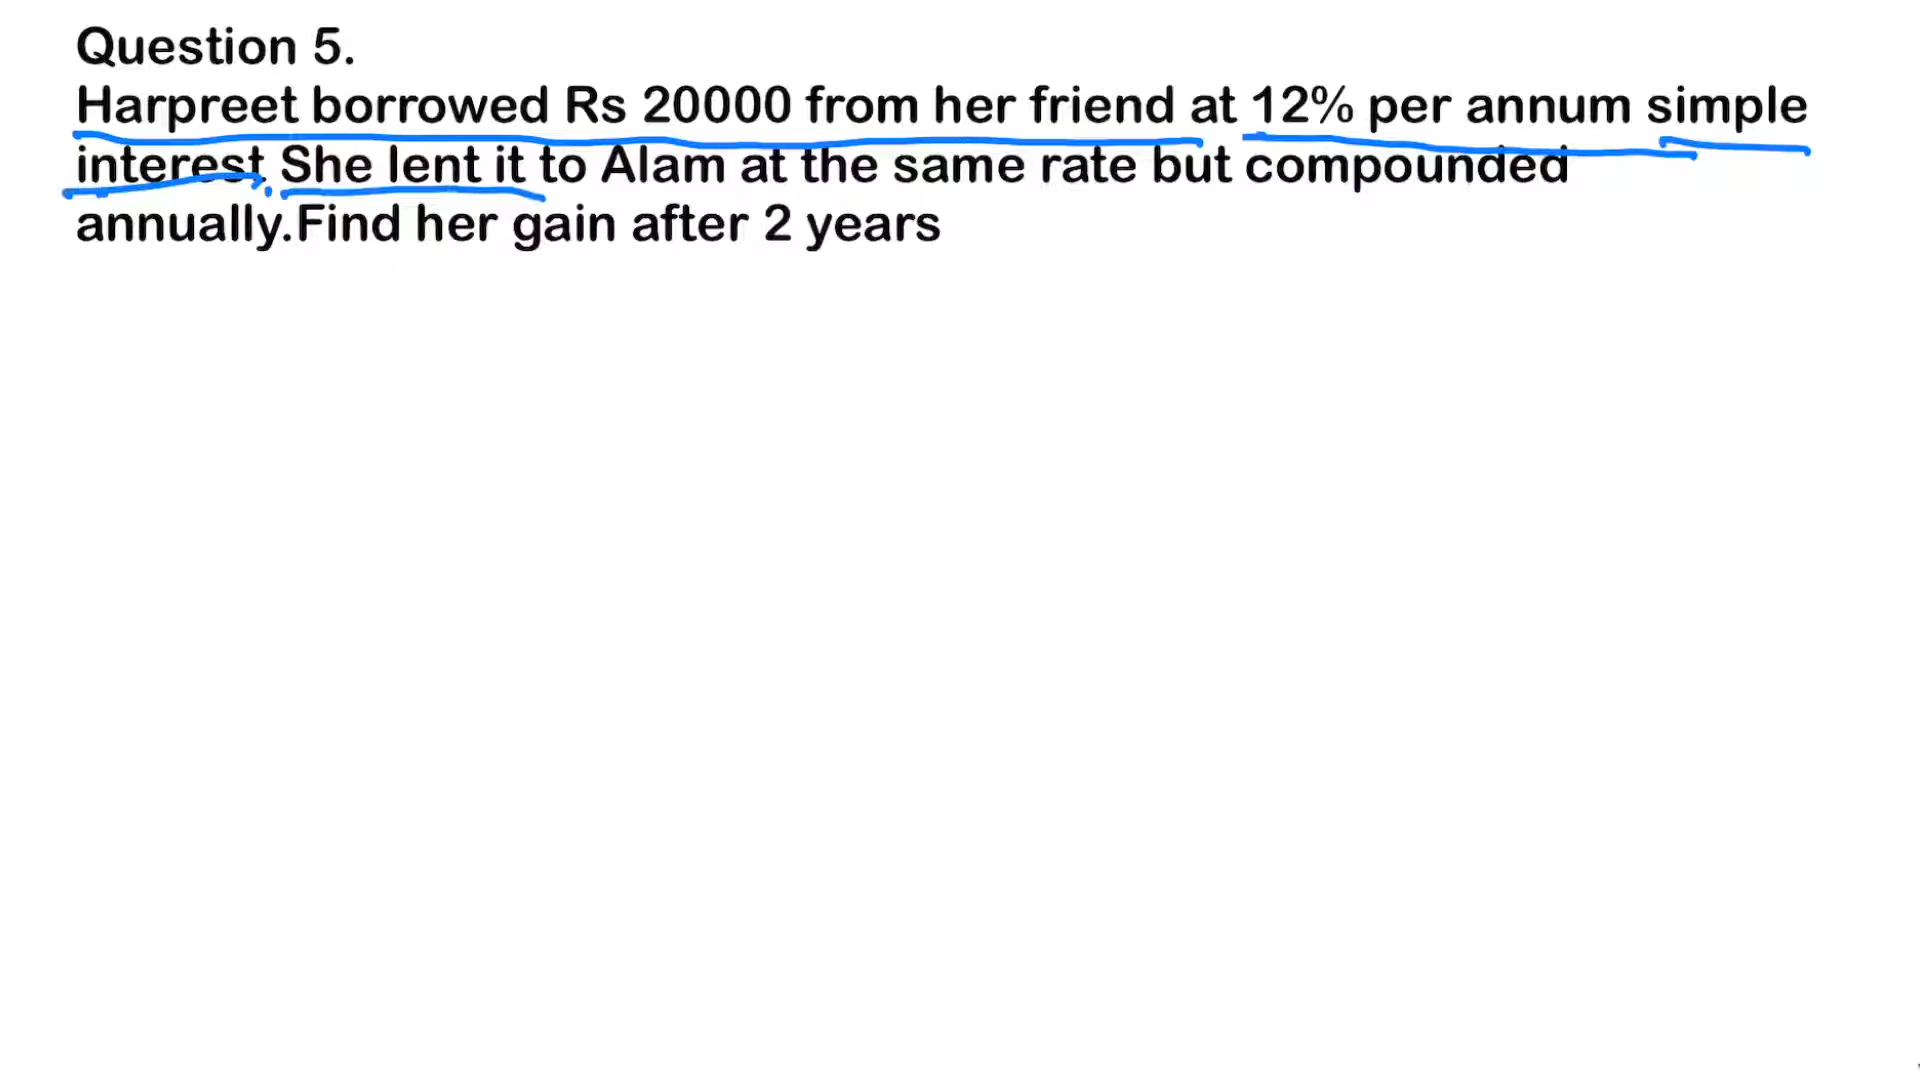 Question 5.
Harpreet borrowed Rs 20000 from her friend at 12% per annum simple
interest. She lent it to Alam at the same rate but compounded
annually.Find her gain after 2 years